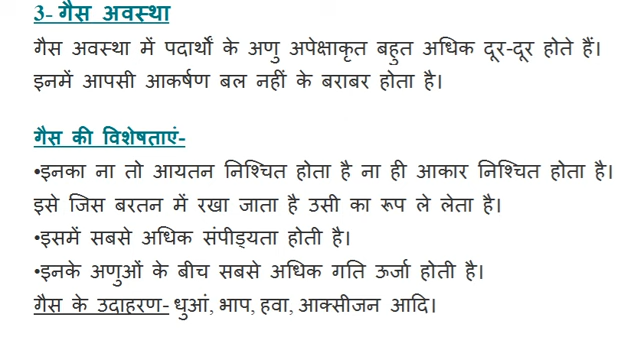 3- गैस अवस्था
गैस अवस्था में पदार्थों के अणु अपेक्षाकृत बहुत अधिक दूर-दूर होते हैं।
इनमें आपसी आकर्षण बल नहीं के बराबर होता है।
गैस की विशेषताएं-
•इनका ना तो आयतन निश्चित होता है ना ही आकार निश्चित होता है।
इसे जिस बरतन में रखा जाता है उसी का रूप ले लेता है।
•इसमें सबसे अधिक संपीड्यता होती है।
•इनके अणुओं के बीच सबसे अधिक गति ऊर्जा होती है।
गैस के उदाहरण- धुआं, भाप, हवा, आक्सीजन आदि।